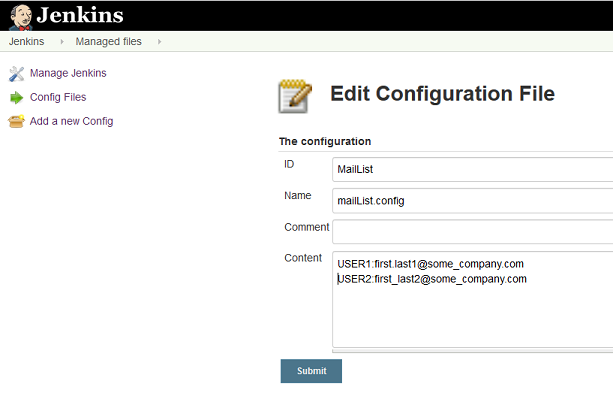 Jenkins
Jenkins Managed files
Manage Jenkins
Config Files
Add a new Config
Edit Configuration File
The configuration
ID MailList
Name mailList.config
Comment
Content USER1:first.last1@some_company.com
USER2:first_last2@some_company.com
Submit